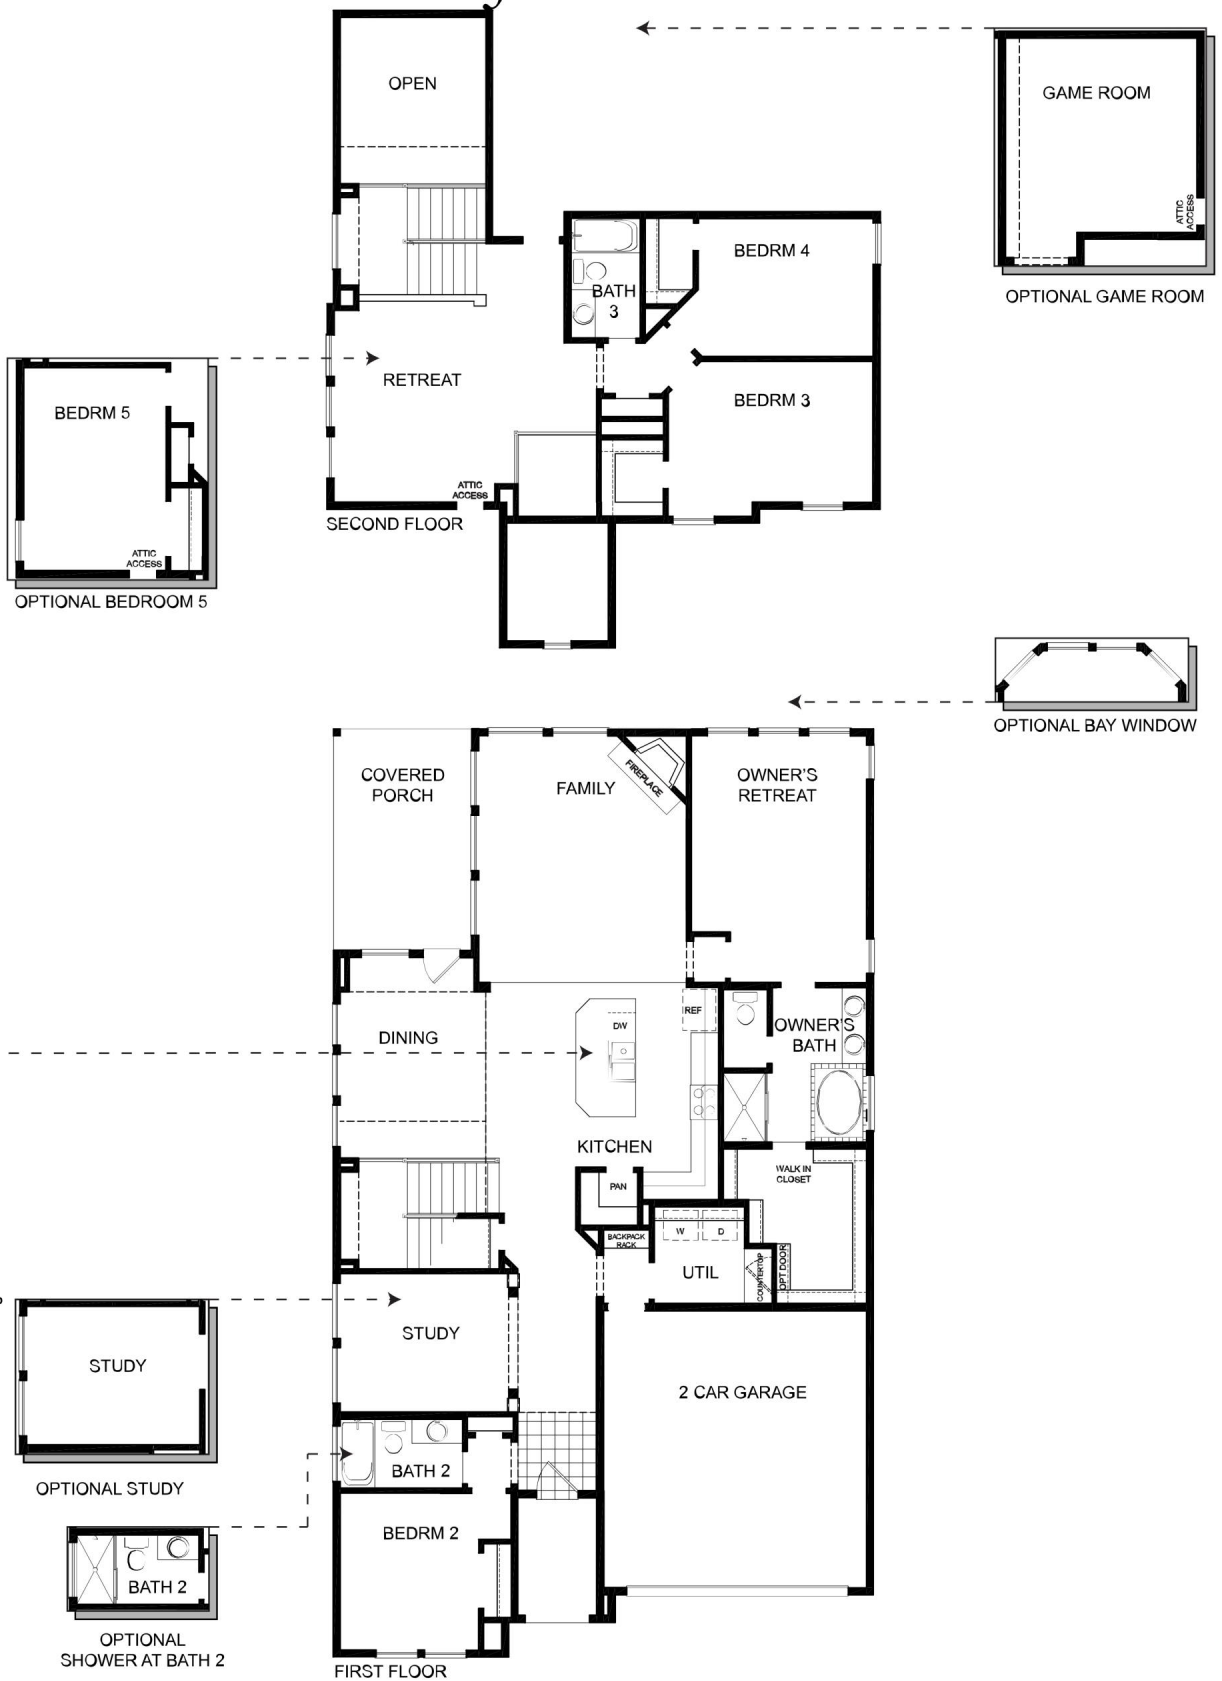 OPEN
GAME ROOM
ATTIC
ACCESS
OPTIONAL GAME ROOM
BEDRM 4
BATH
3
RETREAT
BEDRM 3
ATTIC
ACCESS
SECOND FLOOR
BEDRM 5
ATTIC
ACCESS
OPTIONAL BEDROOM 5
OPTIONAL BAY WINDOW
COVERED
PORCH
FAMILY
FIREPLACE
OWNER'S
RETREAT
DINING
DW
REF
OWNER'S
BATH
KITCHEN
PAN
WALK IN
CLOSET
BACKPACK
RACK
W
D
UTIL
COUNTERTOP
OPT DOOR
STUDY
2 CAR GARAGE
BATH 2
BEDRM 2
FIRST FLOOR
STUDY
OPTIONAL STUDY
BATH 2
OPTIONAL
SHOWER AT BATH 2